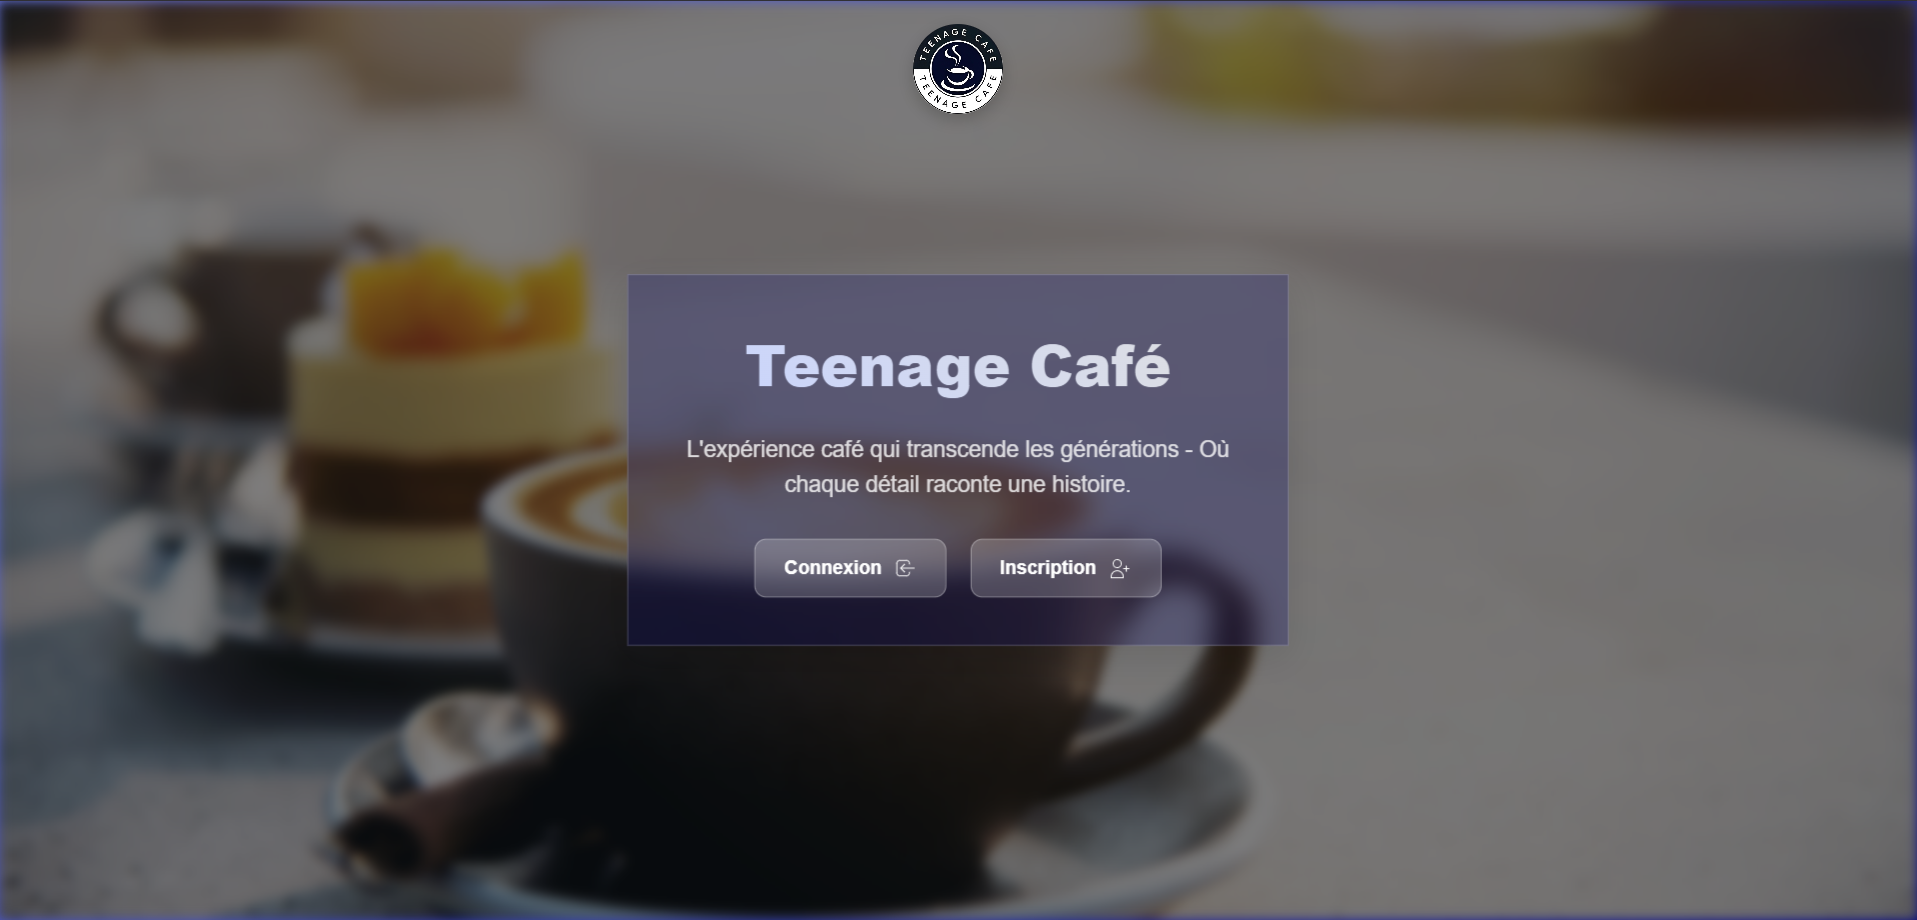 TEENAGE CAFE
TEENAGE CAFE
Teenage Café
L'expérience café qui transcende les générations - Où
chaque détail raconte une histoire.
Connexion
Inscription